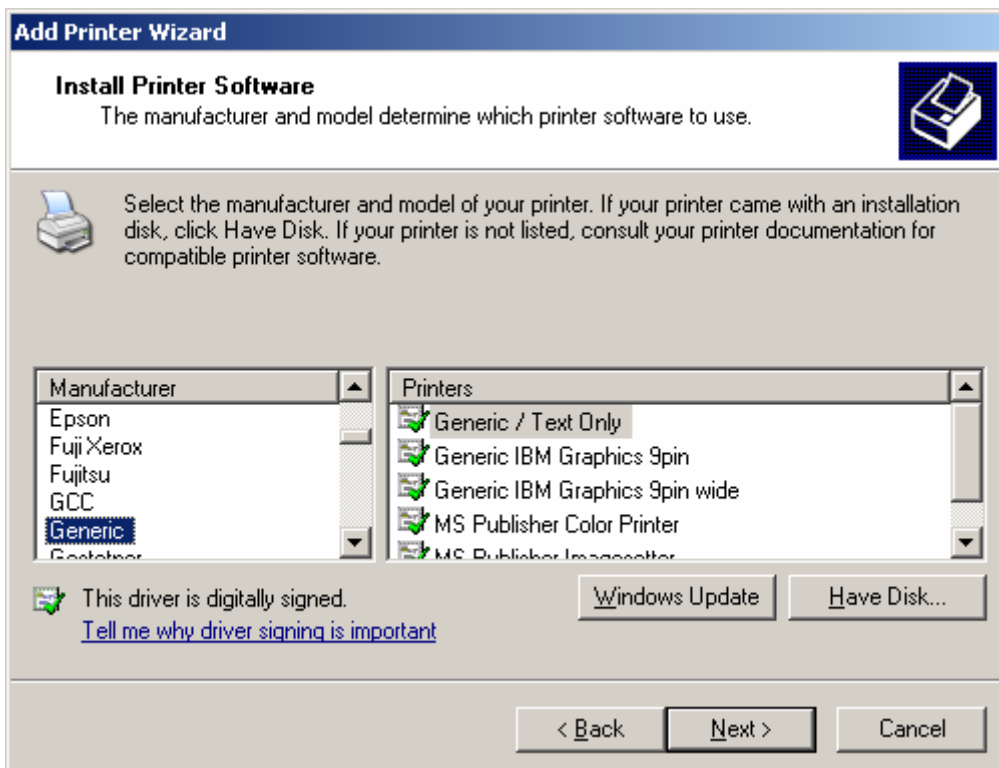 Add Printer Wizard
Install Printer Software
The manufacturer and model determine which printer software to use.
Select the manufacturer and model of your printer. If your printer came with an installation
disk, click Have Disk. If your printer is not listed, consult your printer documentation for
compatible printer software.
Manufacturer
Epson
Fuji Xerox
Fujitsu
GCC
Generic
Gestetner
Printers
Generic / Text Only
Generic IBM Graphics 9pin
Generic IBM Graphics 9pin wide
MS Publisher Color Printer
MS Publisher Imagesetter
This driver is digitally signed.
Tell me why driver signing is important
Windows Update
Have Disk...
< Back
Next >
Cancel